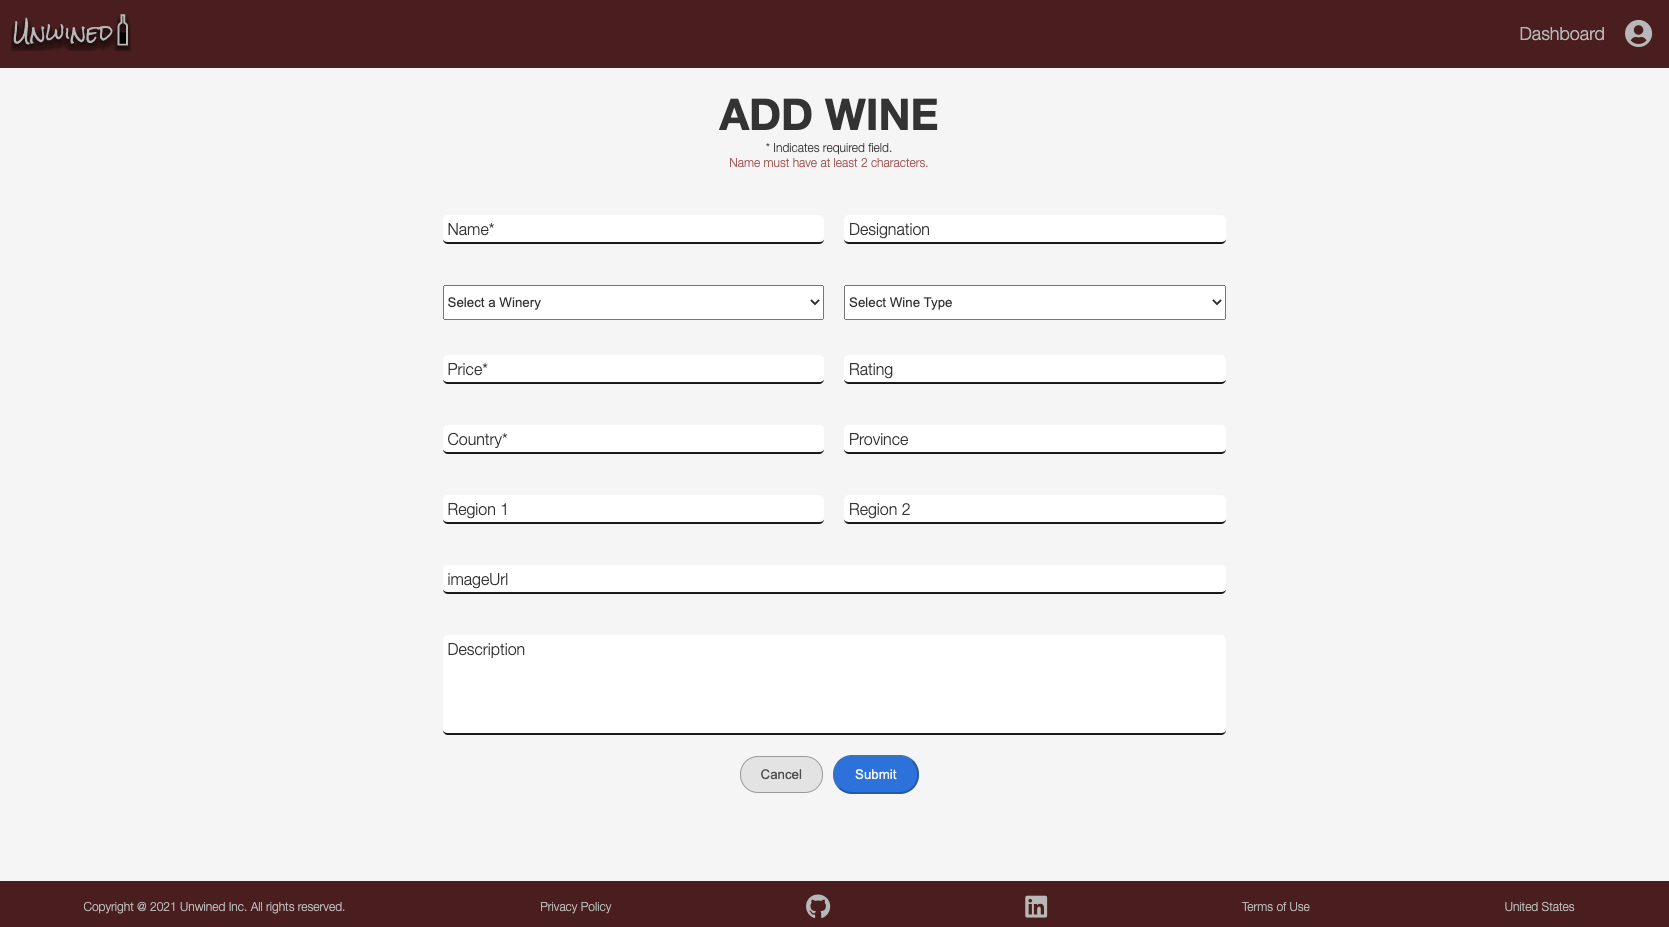 Unwined
Dashboard
ADD WINE
* Indicates required field.
Name must have at least 2 characters.
Name*
Designation
Select a Winery
Select Wine Type
Price*
Rating
Country*
Province
Region 1
Region 2
imageUrl
Description
Cancel
Submit
Copyright @ 2021 Unwined Inc. All rights reserved.
Privacy Policy
in
Terms of Use
United States